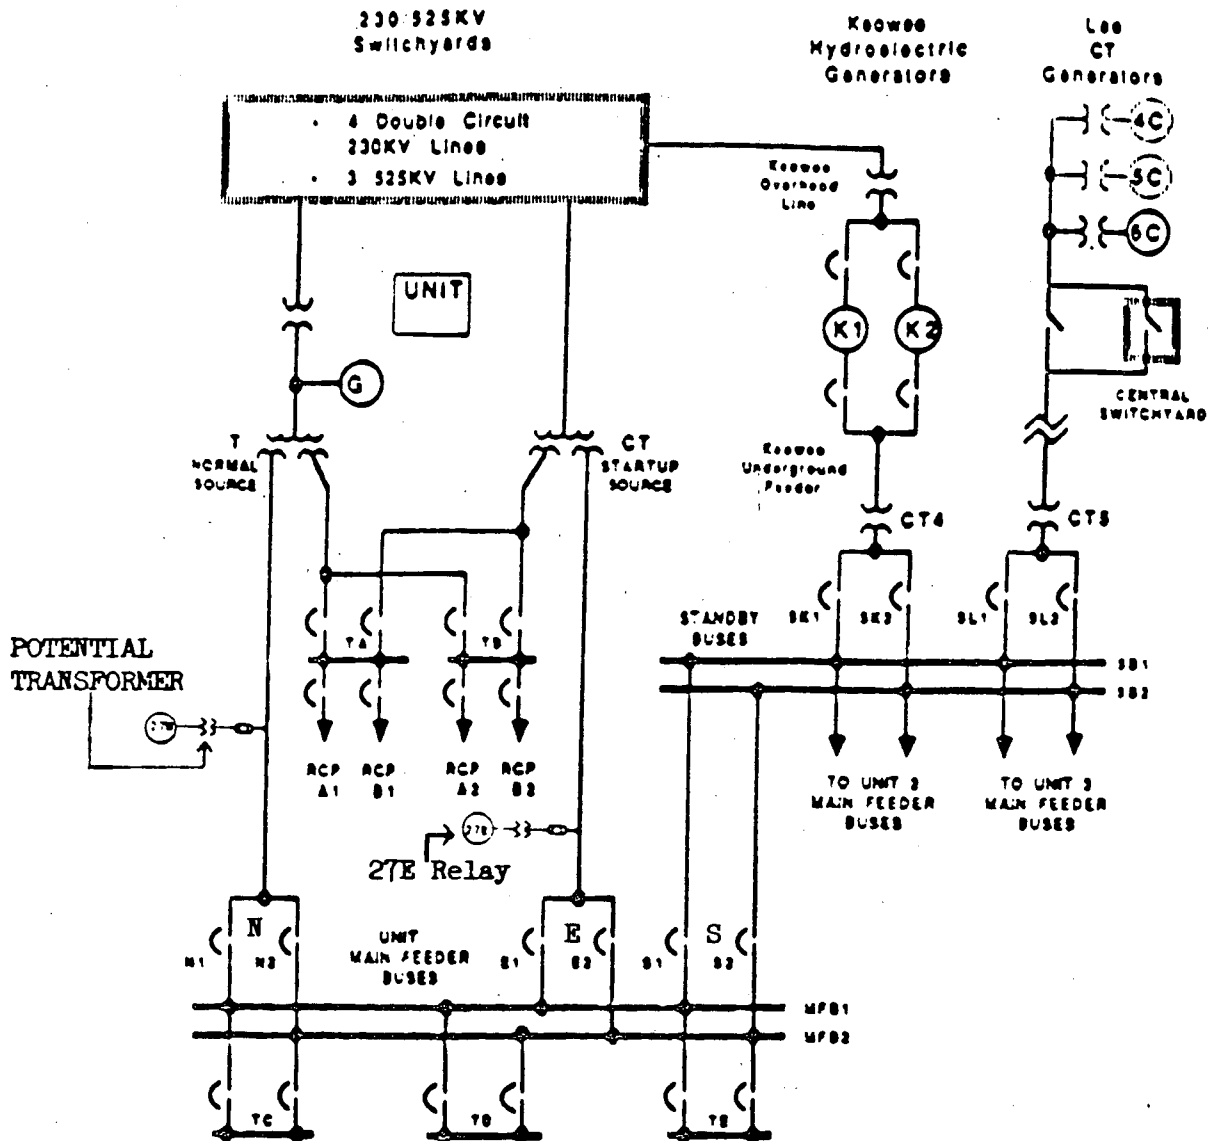 230/525KV
Switchyards
Keowee
Hydroelectric
Generators
Lee
CT
Generators
4 Double Circuit
230KV Lines
3 525KV Lines
Keowee
Overhead
Line
4C
5C
6C
UNIT
K1
K2
G
CENTRAL
SWITCHYARD
T
NORMAL
SOURCE
CT
STARTUP
SOURCE
Keowee
Underground
Feeder
CT4
CT5
SK1
SK2
SL1
SL2
STANDBY
BUSES
TA
TB
SB1
SB2
POTENTIAL
TRANSFORMER
27N
RCP
A1
RCP
B1
RCP
A2
RCP
B2
TO UNIT 2
MAIN FEEDER
BUSES
TO UNIT 3
MAIN FEEDER
BUSES
27E
27E Relay
N
E
S
N1
N2
UNIT
MAIN FEEDER
BUSES
E1
E2
S1
S2
MFB1
MFB2
TC
TD
TE